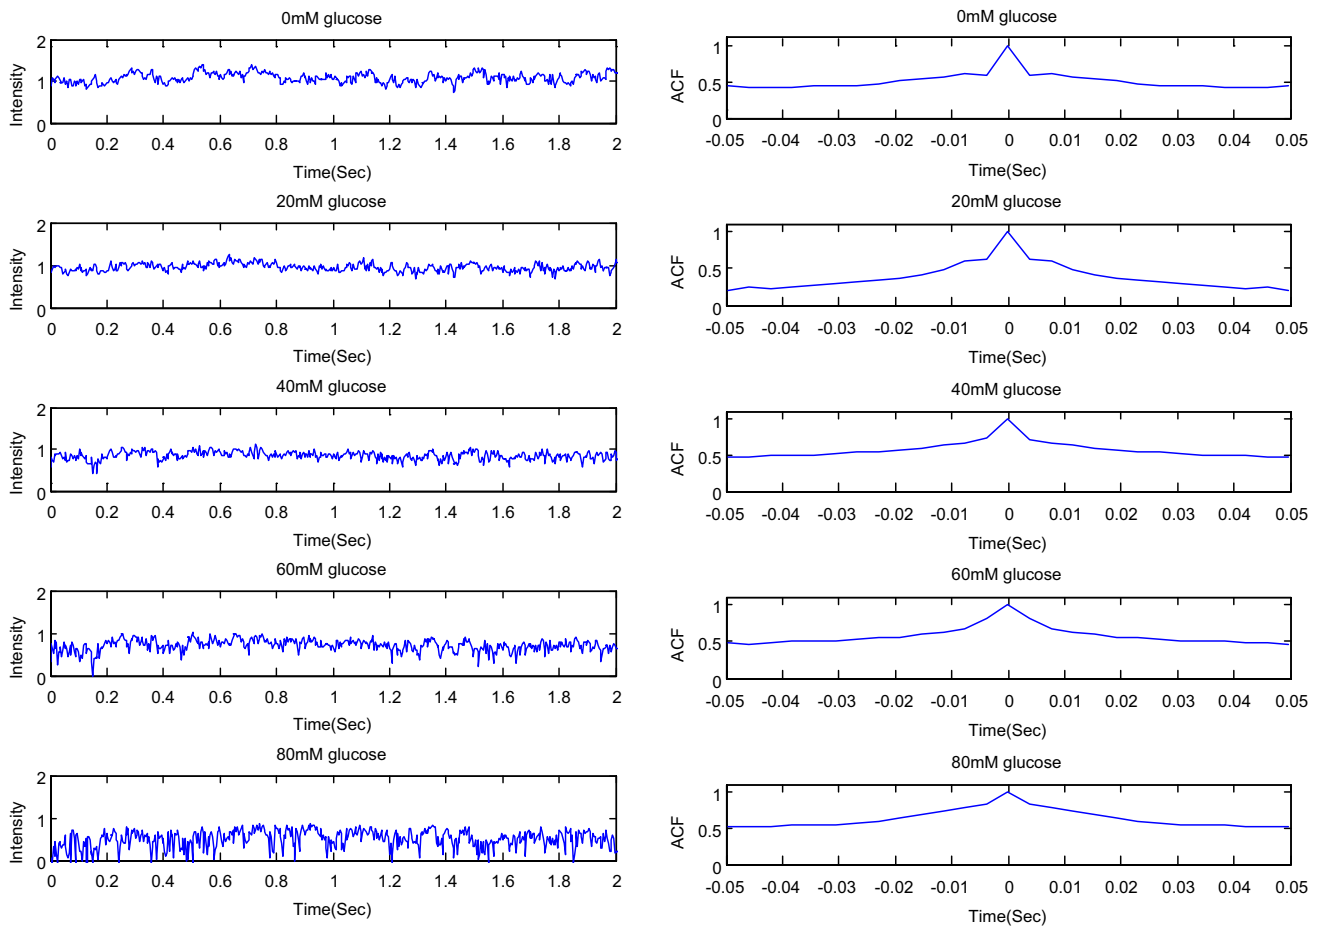 0mM glucose
2
1
0
Intensity
0 0.2 0.4 0.6 0.8 1 1.2 1.4 1.6 1.8 2
Time(Sec)
0mM glucose
1
0.5
0
ACF
-0.05 -0.04 -0.03 -0.02 -0.01 0 0.01 0.02 0.03 0.04 0.05
Time(Sec)
20mM glucose
2
1
0
Intensity
0 0.2 0.4 0.6 0.8 1 1.2 1.4 1.6 1.8 2
Time(Sec)
20mM glucose
1
0.5
0
ACF
-0.05 -0.04 -0.03 -0.02 -0.01 0 0.01 0.02 0.03 0.04 0.05
Time(Sec)
40mM glucose
2
1
0
Intensity
0 0.2 0.4 0.6 0.8 1 1.2 1.4 1.6 1.8 2
Time(Sec)
40mM glucose
1
0.5
0
ACF
-0.05 -0.04 -0.03 -0.02 -0.01 0 0.01 0.02 0.03 0.04 0.05
Time(Sec)
60mM glucose
2
1
0
Intensity
0 0.2 0.4 0.6 0.8 1 1.2 1.4 1.6 1.8 2
Time(Sec)
60mM glucose
1
0.5
0
ACF
-0.05 -0.04 -0.03 -0.02 -0.01 0 0.01 0.02 0.03 0.04 0.05
Time(Sec)
80mM glucose
2
1
0
Intensity
0 0.2 0.4 0.6 0.8 1 1.2 1.4 1.6 1.8 2
Time(Sec)
80mM glucose
1
0.5
0
ACF
-0.05 -0.04 -0.03 -0.02 -0.01 0 0.01 0.02 0.03 0.04 0.05
Time(Sec)